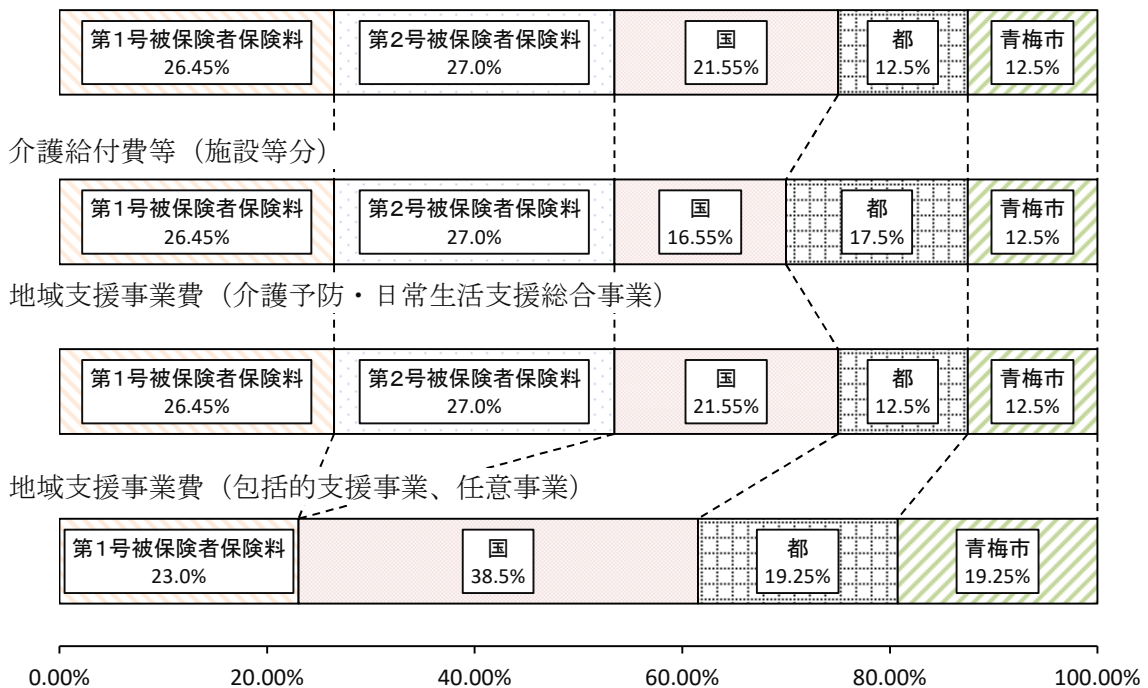 第1号被保険者保険料 第2号被保険者保険料 国 都 青梅市
26.45% 27.0% 21.55% 12.5% 12.5%
介護給付費等（施設等分）
第1号被保険者保険料 第2号被保険者保険料 国 都 青梅市
26.45% 27.0% 16.55% 17.5% 12.5%
地域支援事業費（介護予防・日常生活支援総合事業）
第1号被保険者保険料 第2号被保険者保険料 国 都 青梅市
26.45% 27.0% 21.55% 12.5% 12.5%
地域支援事業費（包括的支援事業、任意事業）
第1号被保険者保険料 国 都 青梅市
23.0% 38.5% 19.25% 19.25%
0.00% 20.00% 40.00% 60.00% 80.00% 100.00%